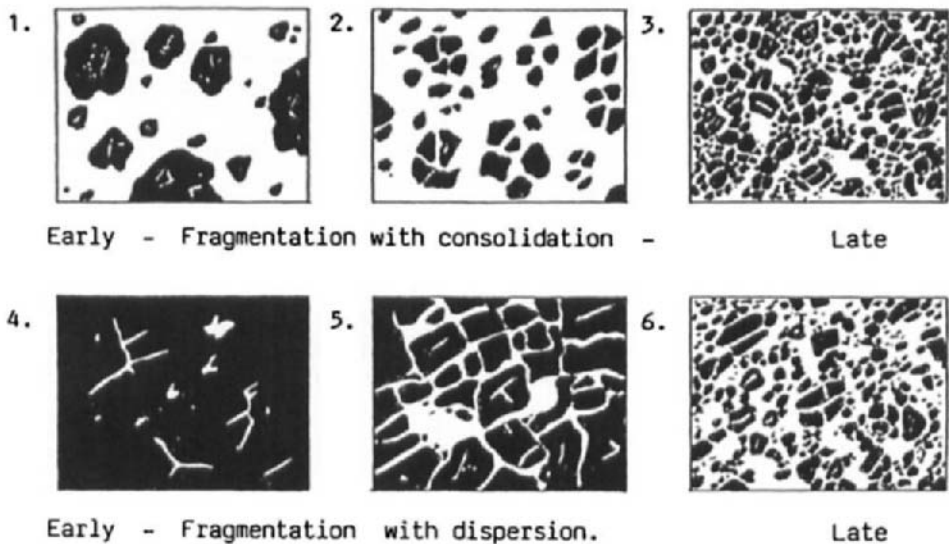 1. 2. 3.
Early - Fragmentation with consolidation - Late
4. 5. 6.
Early - Fragmentation with dispersion. Late